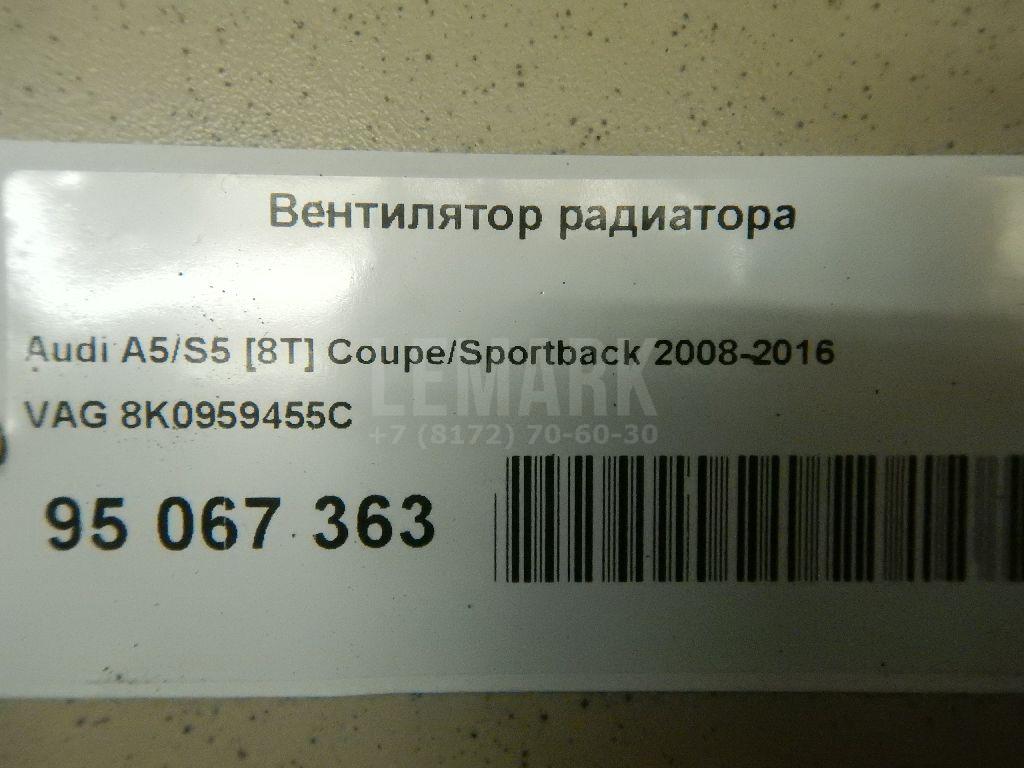 Вентилятор радиатора
Audi A5/S5 [8T] Coupe/Sportback 2008-2016
LEMARK
VAG 8K0959455C
+7 (8172) 70-60-30
95 067 363